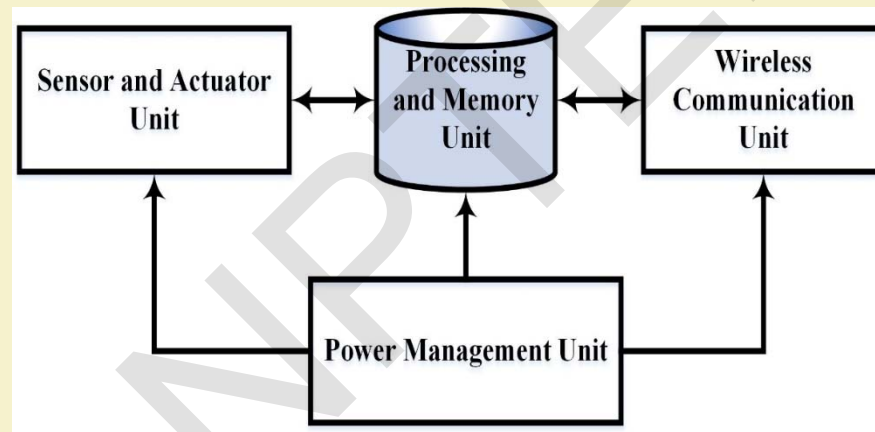 Sensor and Actuator
Unit
Processing
and Memory
Unit
Wireless
Communication
Unit
Power Management Unit
NPTEL